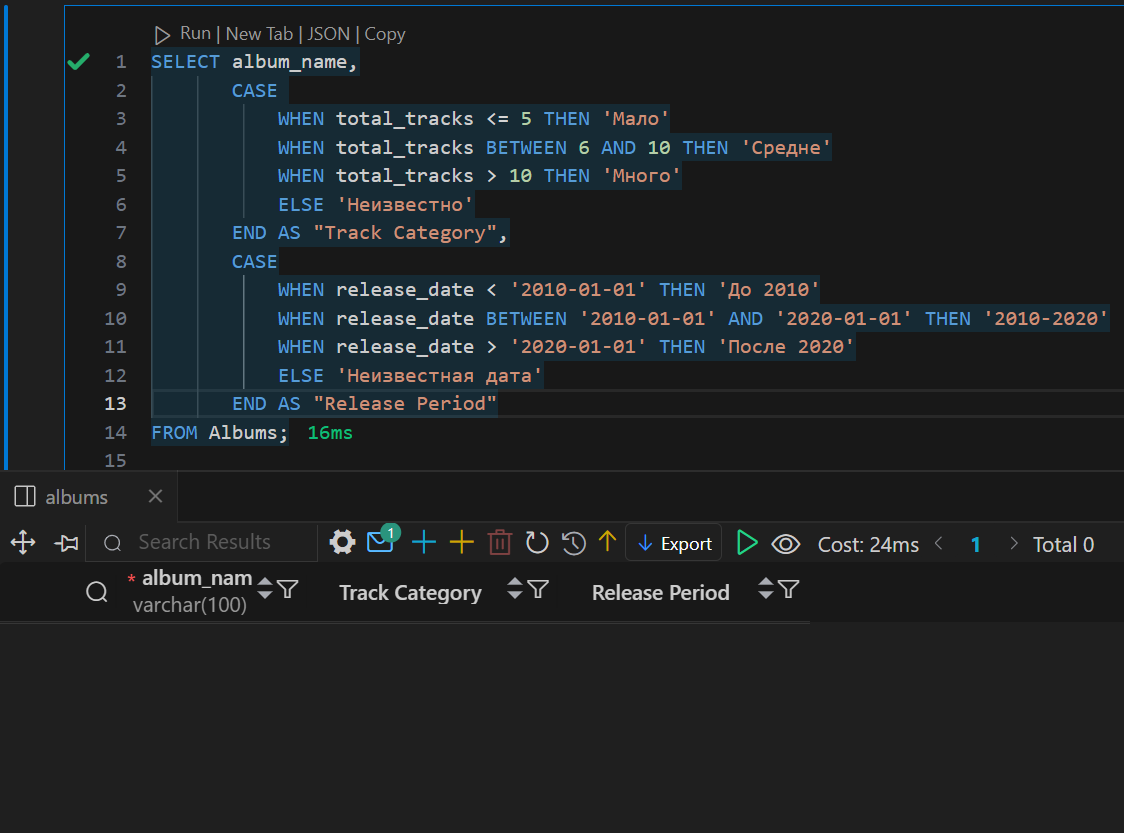 Run | New Tab | JSON | Copy
1 SELECT album_name,
2 CASE
3 WHEN total_tracks <= 5 THEN 'Мало'
4 WHEN total_tracks BETWEEN 6 AND 10 THEN 'Средне'
5 WHEN total_tracks > 10 THEN 'Много'
6 ELSE 'Неизвестно'
7 END AS "Track Category",
8 CASE
9 WHEN release_date < '2010-01-01' THEN 'До 2010'
10 WHEN release_date BETWEEN '2010-01-01' AND '2020-01-01' THEN '2010-2020'
11 WHEN release_date > '2020-01-01' THEN 'После 2020'
12 ELSE 'Неизвестная дата'
13 END AS "Release Period"
14 FROM Albums; 16ms
15
albums
Search Results 1 Export Cost: 24ms 1 Total 0
* album_nam Track Category Release Period
varchar(100)